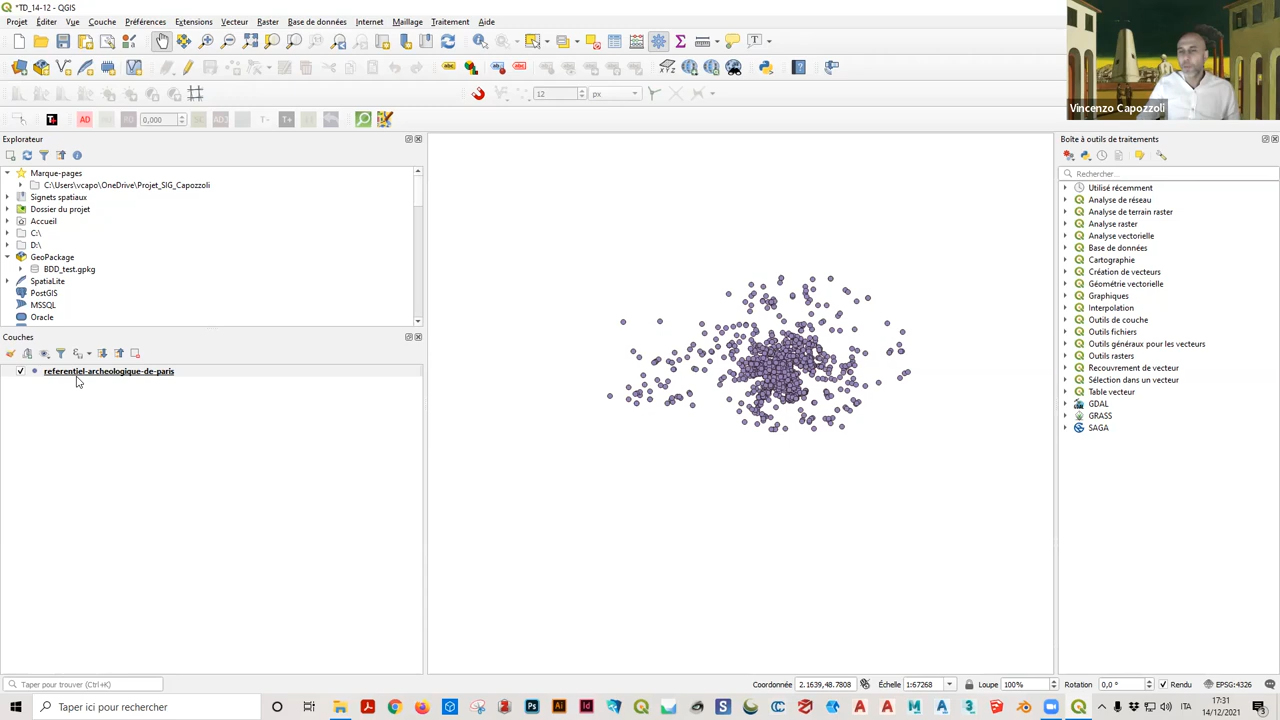 *TD_14-12 - QGIS
Projet Éditer Vue Couche Préférences Extensions Vecteur Raster Base de données Internet Maillage Traitement Aide
12 px
0,000
Vincenzo Capozzoli
Explorateur
Marque-pages
C:\Users\vcapo\OneDrive\Projet_SIG_Capozzoli
Signets spatiaux
Dossier du projet
Accueil
C:\
D:\
GeoPackage
BDD_test.gpkg
SpatiaLite
PostGIS
MSSQL
Oracle
Couches
referentiel-archeologique-de-paris
Boîte à outils de traitements
Rechercher...
Utilisé récemment
Analyse de réseau
Analyse de terrain raster
Analyse raster
Analyse vectorielle
Base de données
Cartographie
Création de vecteurs
Géométrie vectorielle
Graphiques
Interpolation
Outils de couche
Outils fichiers
Outils généraux pour les vecteurs
Outils rasters
Recouvrement de vecteur
Sélection dans un vecteur
Table vecteur
GDAL
GRASS
SAGA
Taper pour trouver (Ctrl+K)
Coordonnée 2.1639,48.7808 Échelle 1:67268 Loupe 100% Rotation 0,0 ° Rendu EPSG:4326
Taper ici pour rechercher
ITA
17:31
14/12/2021